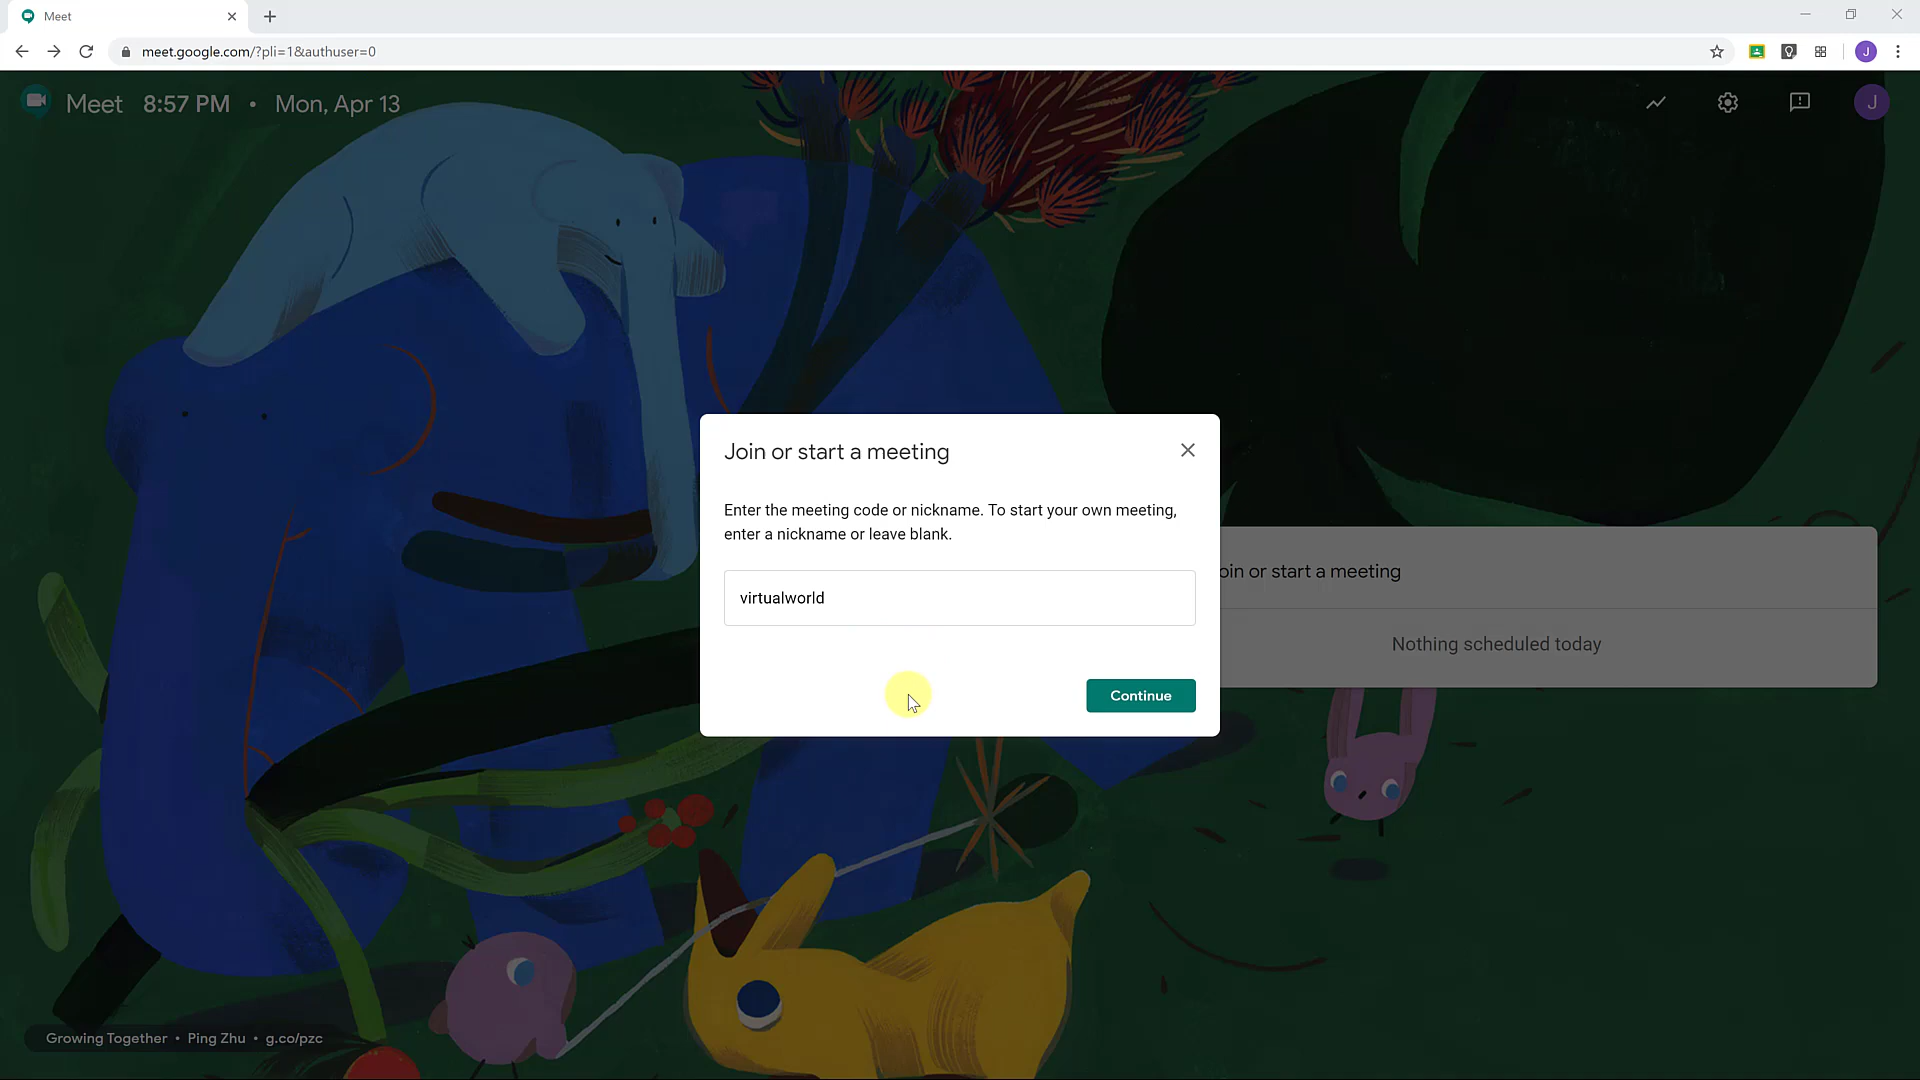 Meet
meet.google.com/?pli=1&authuser=0
J
Meet 8:57 PM • Mon, Apr 13
J
Join or start a meeting
Enter the meeting code or nickname. To start your own meeting,
enter a nickname or leave blank.
virtualworld
Continue
oin or start a meeting
Nothing scheduled today
Growing Together • Ping Zhu • g.co/pzc